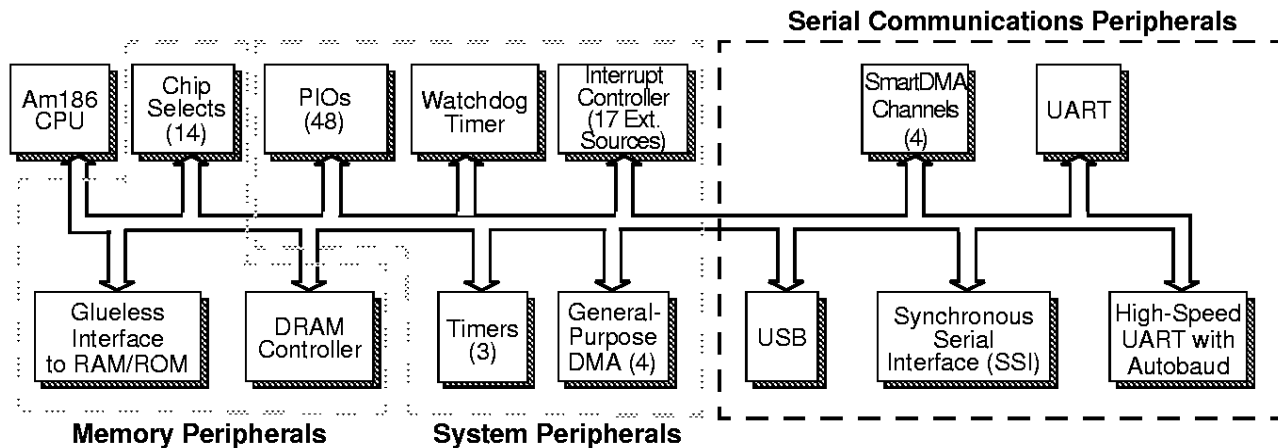 Serial Communications Peripherals
Am186
CPU
Chip
Selects
(14)
PIOs
(48)
Watchdog
Timer
Interrupt
Controller
(17 Ext.
Sources)
SmartDMA
Channels
(4)
UART
Glueless
Interface
to RAM/ROM
DRAM
Controller
Timers
(3)
General-
Purpose
DMA (4)
USB
Synchronous
Serial
Interface (SSI)
High-Speed
UART with
Autobaud
Memory Peripherals
System Peripherals